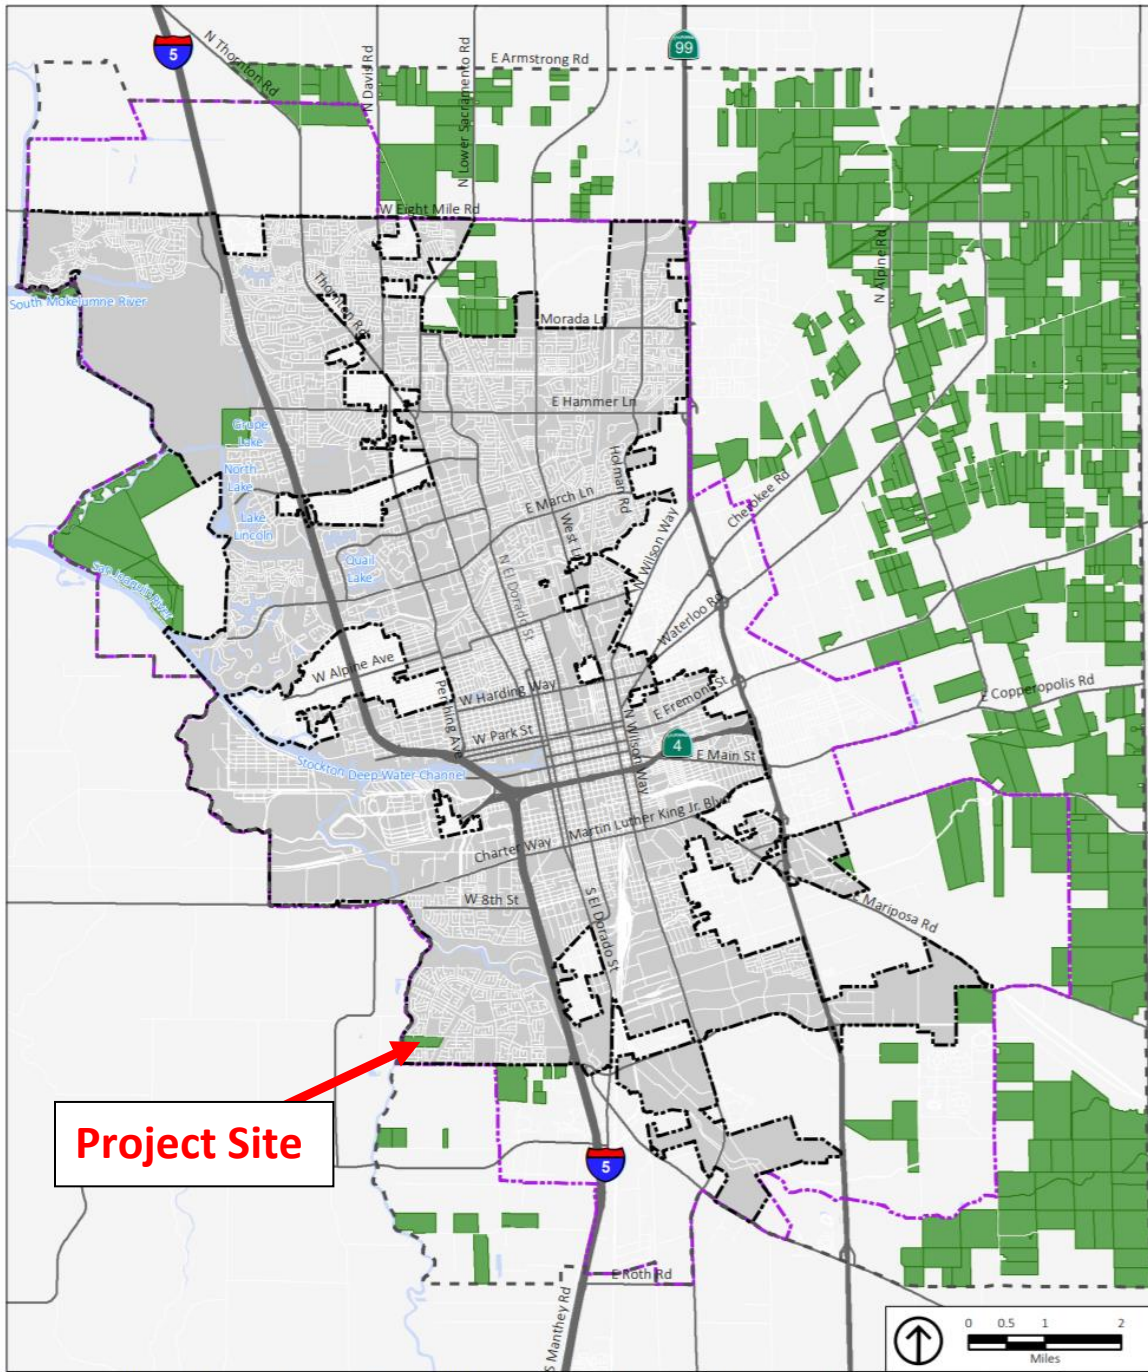 5
99
N Thornton Rd
N Davis Rd
N Lower Sacramento Rd
E Armstrong Rd
W Eight Mile Rd
N Alpine Rd
South Mokelumne River
Thornton Rd
Morada Ln
E Hammer Ln
Grupe
Lake
North
Lake
Lake
Lincoln
Holman Rd
E March Ln
West Ln
Cherokee Rd
Quail
Lake
N El Dorado St
N Wilson Way
San Joaquin River
Waterloo Rd
W Alpine Ave
Pershing Ave
W Harding Way
E Fremont St
E Copperopolis Rd
W Park St
N Wilson Way
4
E Main St
Stockton Deep Water Channel
Martin Luther King Jr. Blvd
Charter Way
W 8th St
S El Dorado St
E Mariposa Rd
Project Site
5
E Roth Rd
S Manthey Rd
0 0.5 1 2
Miles